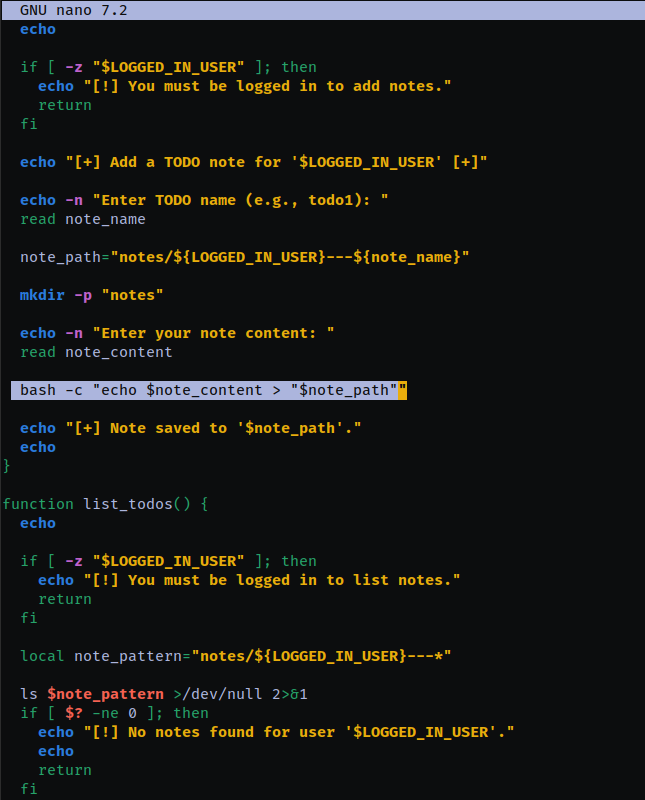 GNU nano 7.2
echo
if [ -z "$LOGGED_IN_USER" ]; then
echo "[!] You must be logged in to add notes."
return
fi
echo "[+] Add a TODO note for '$LOGGED_IN_USER' [+]"
echo -n "Enter TODO name (e.g., todo1): "
read note_name
note_path="notes/${LOGGED_IN_USER}---${note_name}"
mkdir -p "notes"
echo -n "Enter your note content: "
read note_content
bash -c "echo $note_content > "$note_path""
echo "[+] Note saved to '$note_path'."
echo
}
function list_todos() {
echo
if [ -z "$LOGGED_IN_USER" ]; then
echo "[!] You must be logged in to list notes."
return
fi
local note_pattern="notes/${LOGGED_IN_USER}---*"
ls $note_pattern >/dev/null 2>&1
if [ $? -ne 0 ]; then
echo "[!] No notes found for user '$LOGGED_IN_USER'."
echo
return
fi